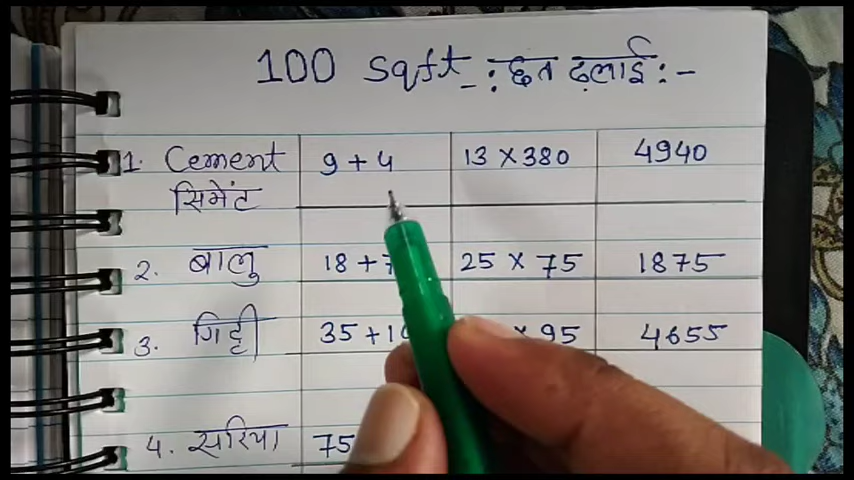 100 sqft :छत ढ़लाई:-
1. Cement 9 + 4 13 X 380 4940
सिमेंट
2. बालु 18 + 7 25 X 75 1875
3. गिट्टी 35 + 1 X 95 4655
4. सरिया 75